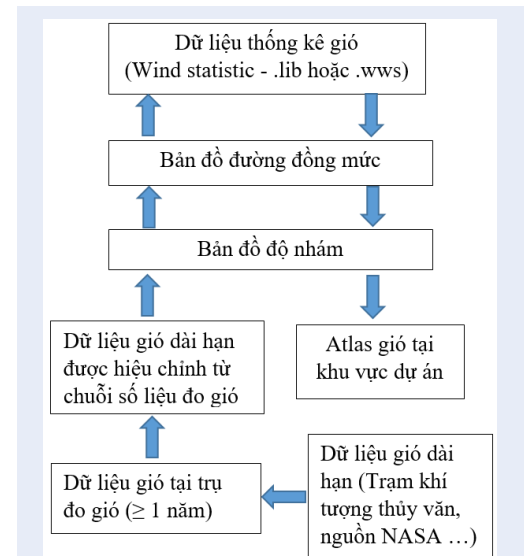 Dữ liệu thống kê gió
(Wind statistic - .lib hoặc .wws)
Bản đồ đường đồng mức
Bản đồ độ nhám
Dữ liệu gió dài hạn
được hiệu chỉnh từ
chuỗi số liệu đo gió
Atlas gió tại
khu vực dự án
Dữ liệu gió tại trụ
đo gió (≥ 1 năm)
Dữ liệu gió dài
hạn (Trạm khí
tượng thủy văn,
nguồn NASA …)